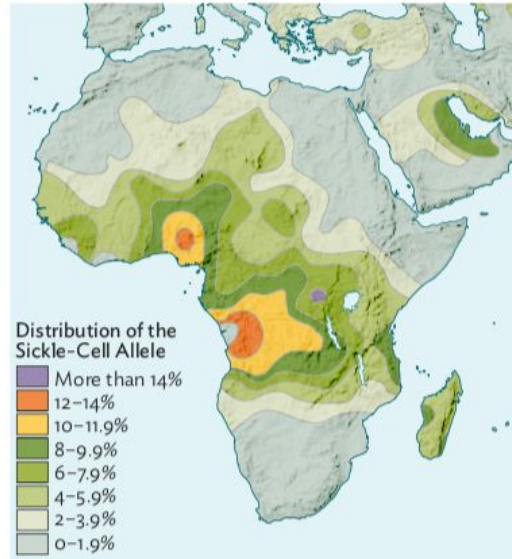 Distribution of the
Sickle-Cell Allele
More than 14%
12–14%
10–11.9%
8–9.9%
6–7.9%
4–5.9%
2–3.9%
0–1.9%